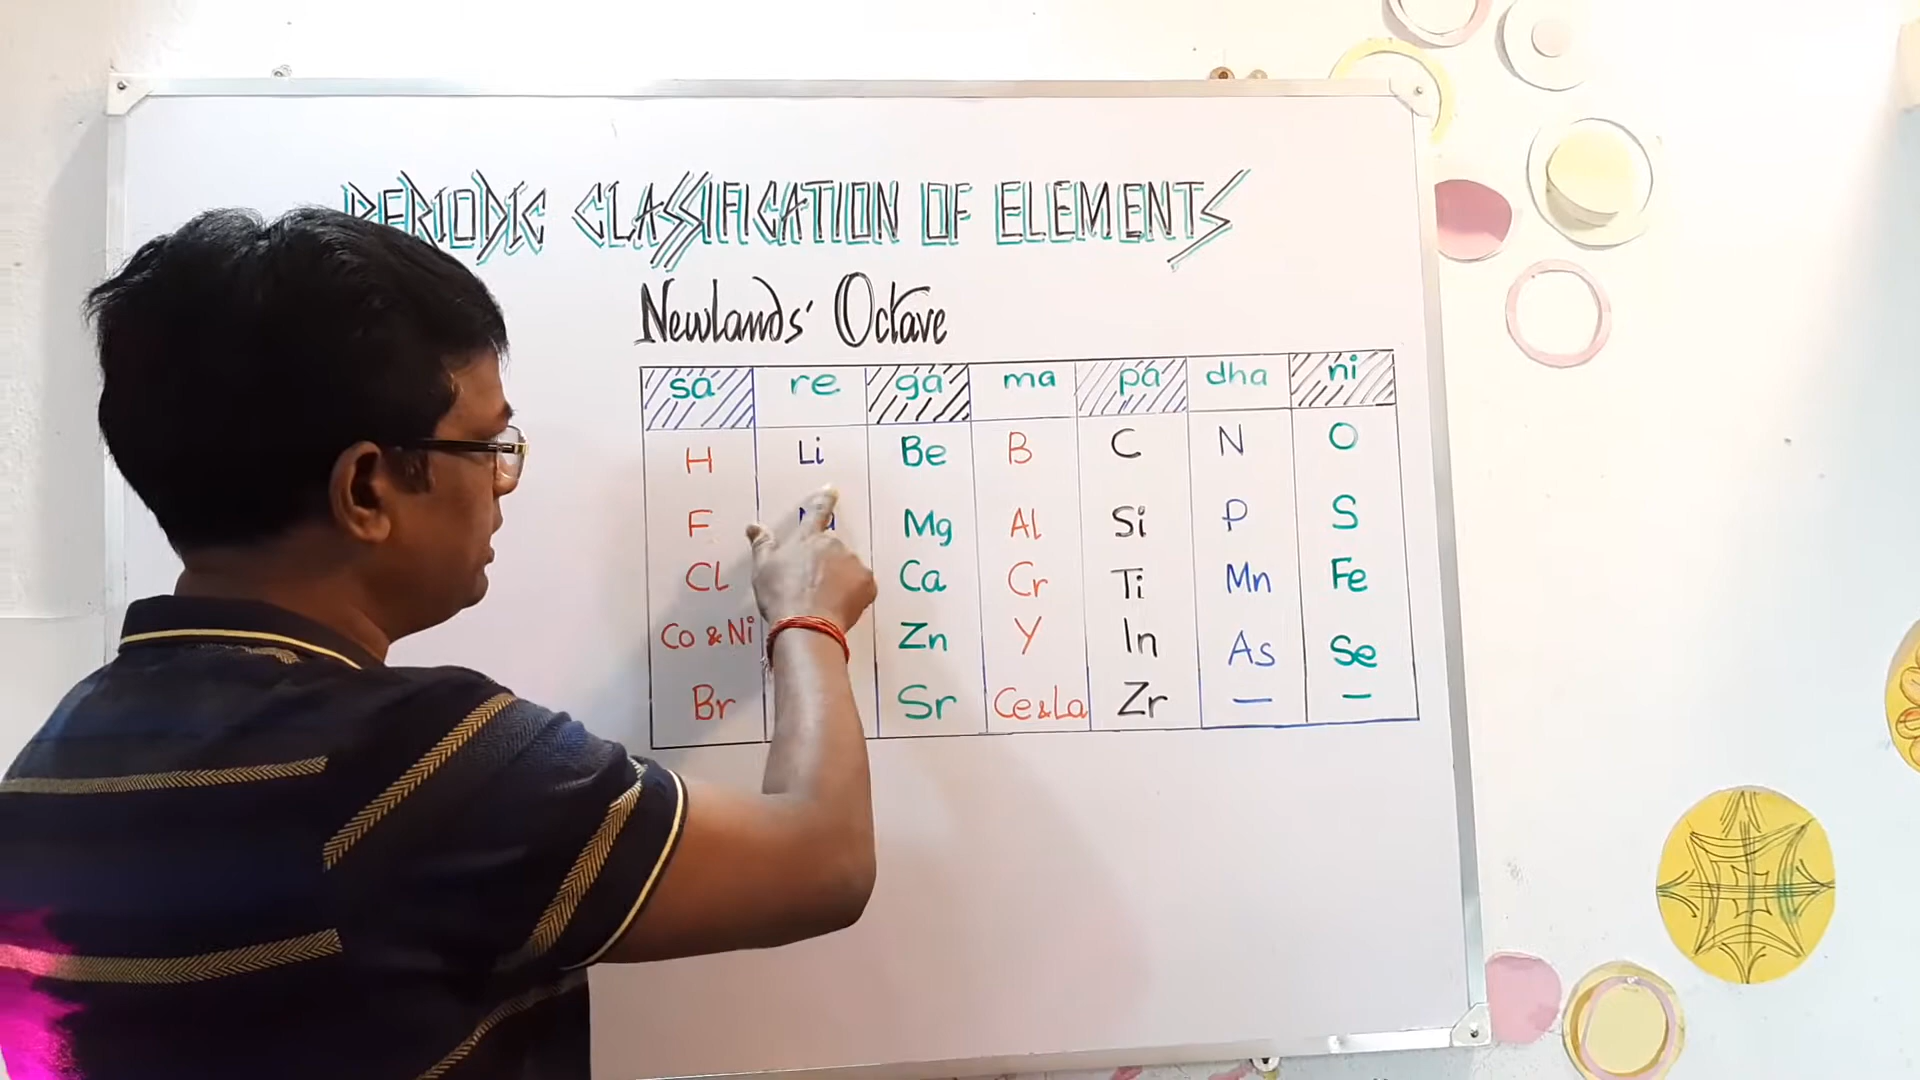 PERIODIC CLASSIFICATION OF ELEMENTS
Newlands' Octave
sa re ga ma pa dha ni
H Li Be B C N O
F Na Mg Al Si P S
Cl Ca Cr Ti Mn Fe
Co & Ni Zn Y In As Se
Br Sr Ce & La Zr — —